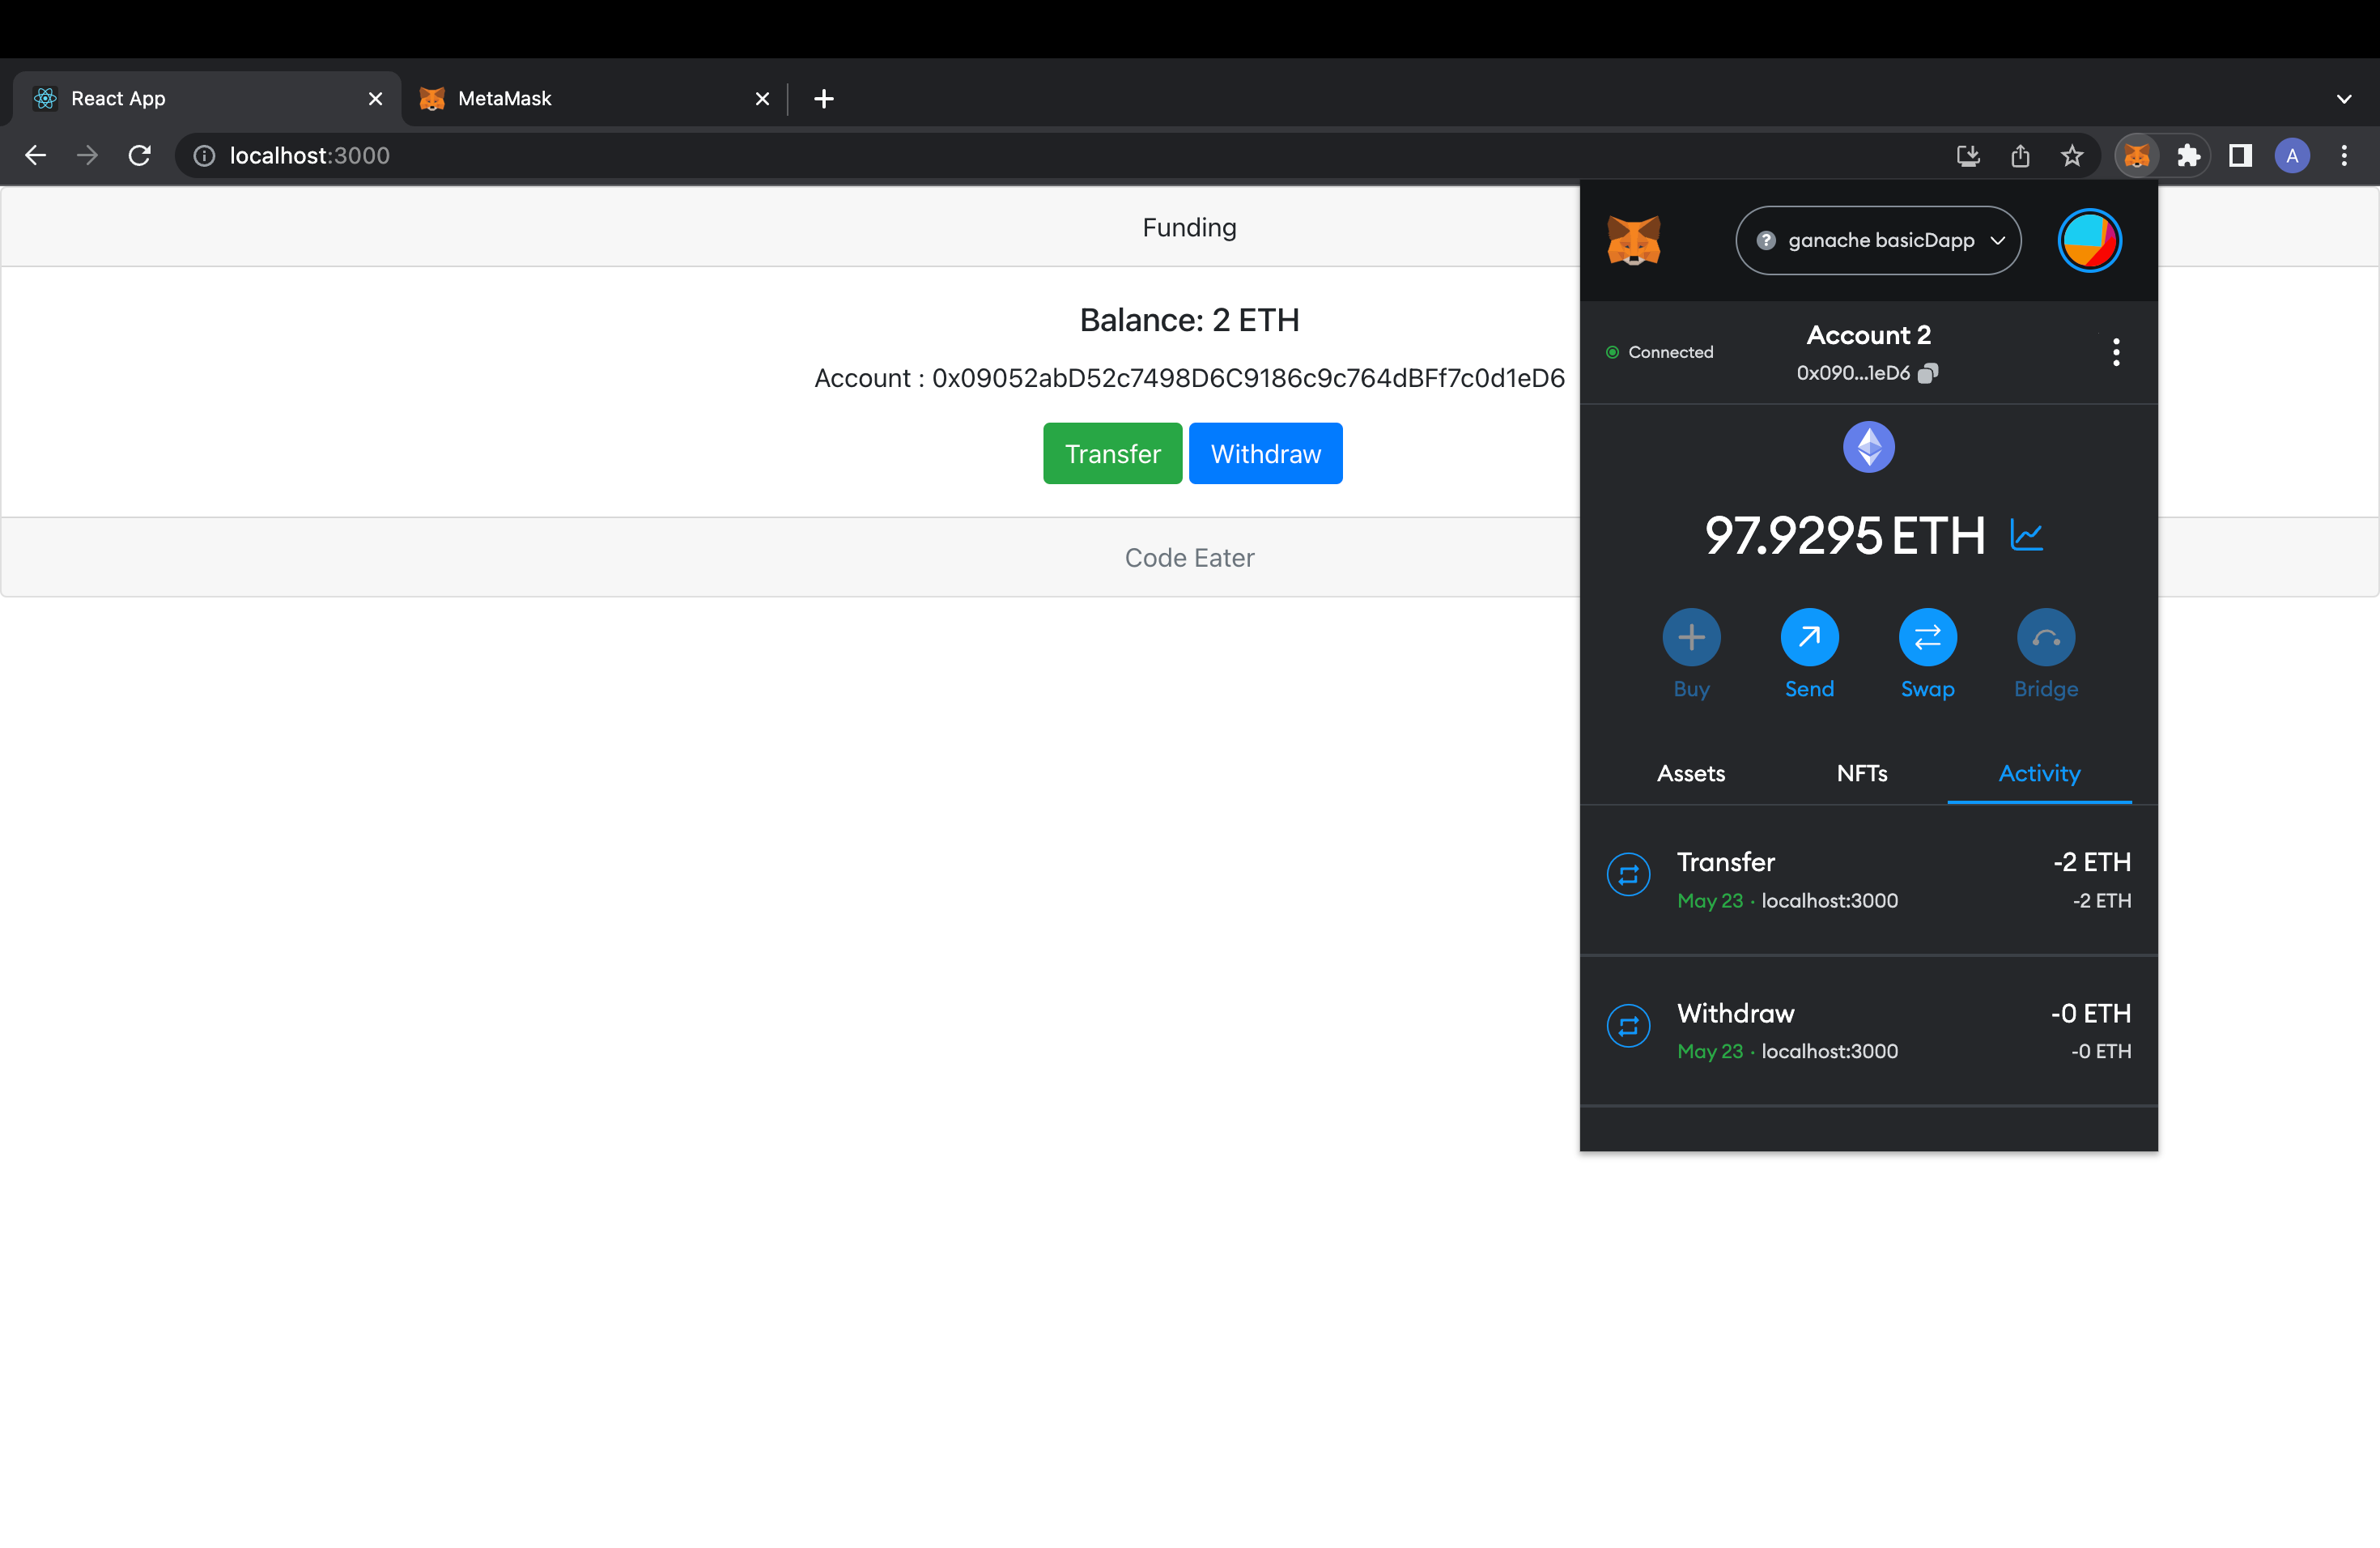 React App
MetaMask
localhost:3000
A
Funding
Balance: 2 ETH
Account : 0x09052abD52c7498D6C9186c9c764dBFf7c0d1eD6
Transfer Withdraw
Code Eater
? ganache basicDapp
Connected
Account 2
0x090...1eD6
97.9295 ETH
Buy Send Swap Bridge
Assets NFTs Activity
Transfer -2 ETH
May 23 · localhost:3000 -2 ETH
Withdraw -0 ETH
May 23 · localhost:3000 -0 ETH